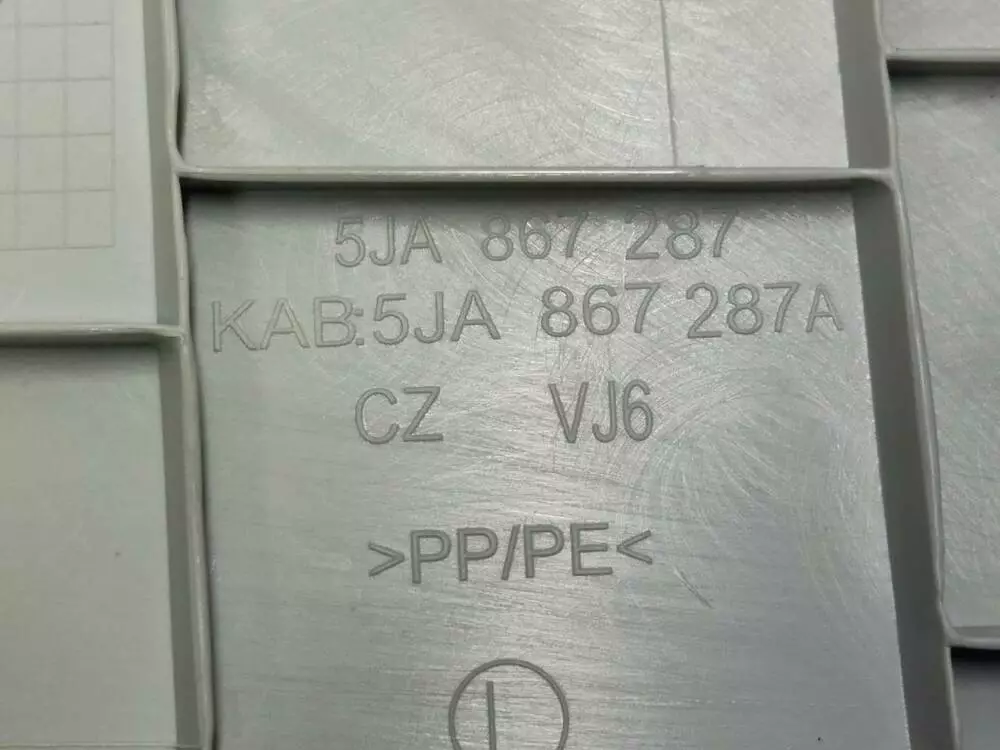 5JA 867 287
KAB:5JA 867 287A
CZ VJ6
>PP/PE<